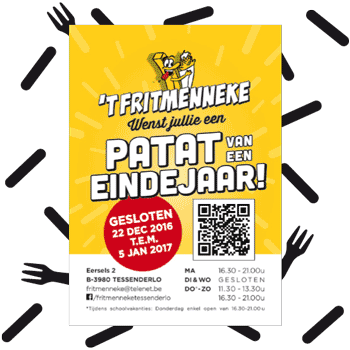 'T FRITMENNEKE
Wenst jullie een
PATAT VAN EEN
EINDEJAAR!
GESLOTEN
22 DEC 2016
T.E.M.
5 JAN 2017
Eersels 2
B-3980 TESSENDERLO
fritmenneke@telenet.be
/fritmenneketessenderlo
MA 16.30 - 21.00u
DI & WO GESLOTEN
DO*- ZO 11.30 - 13.30u
16.30 - 21.00u
*Tijdens schoolvakanties: Donderdag enkel open van 16.30-21.00u